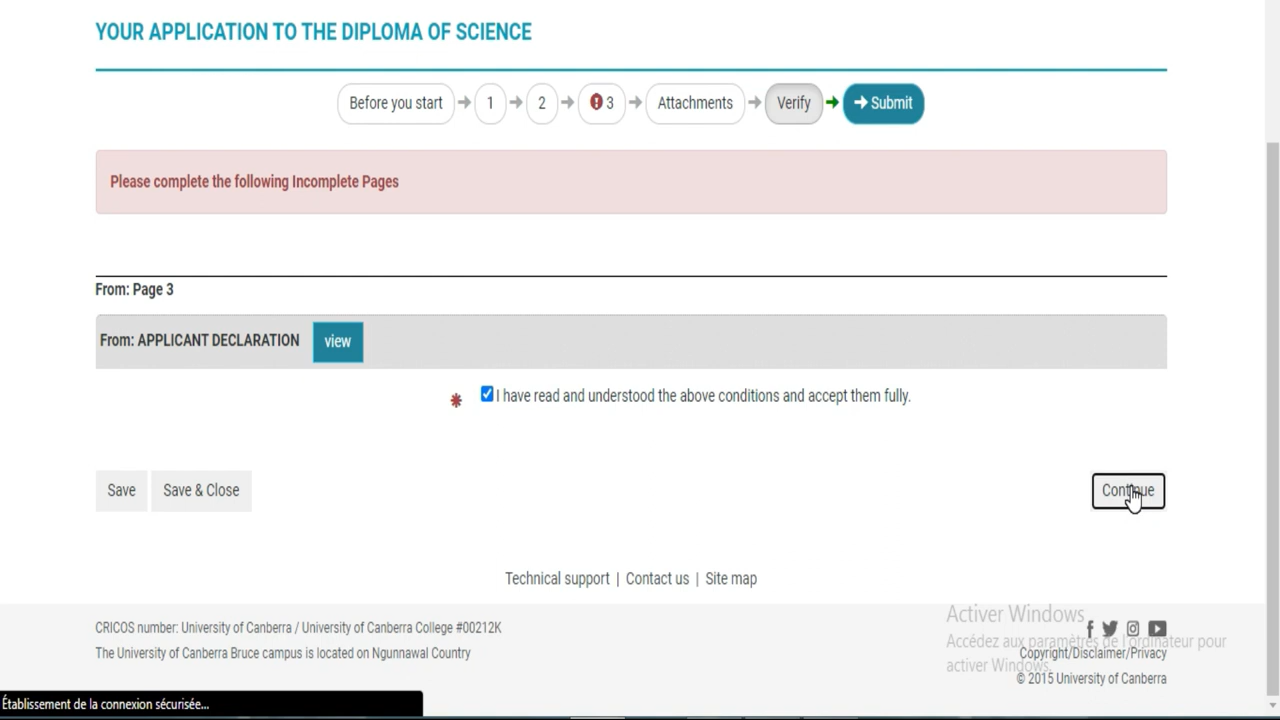 YOUR APPLICATION TO THE DIPLOMA OF SCIENCE
Before you start 1 2 3 Attachments Verify Submit
Please complete the following Incomplete Pages
From: Page 3
From: APPLICANT DECLARATION view
* I have read and understood the above conditions and accept them fully.
Save Save & Close Continue
Technical support | Contact us | Site map
Activer Windows
CRICOS number: University of Canberra / University of Canberra College #00212K
Accédez aux paramètres de l'ordinateur pour
The University of Canberra Bruce campus is located on Ngunnawal Country
Copyright/Disclaimer/Privacy
activer Windows.
© 2015 University of Canberra
Établissement de la connexion sécurisée...